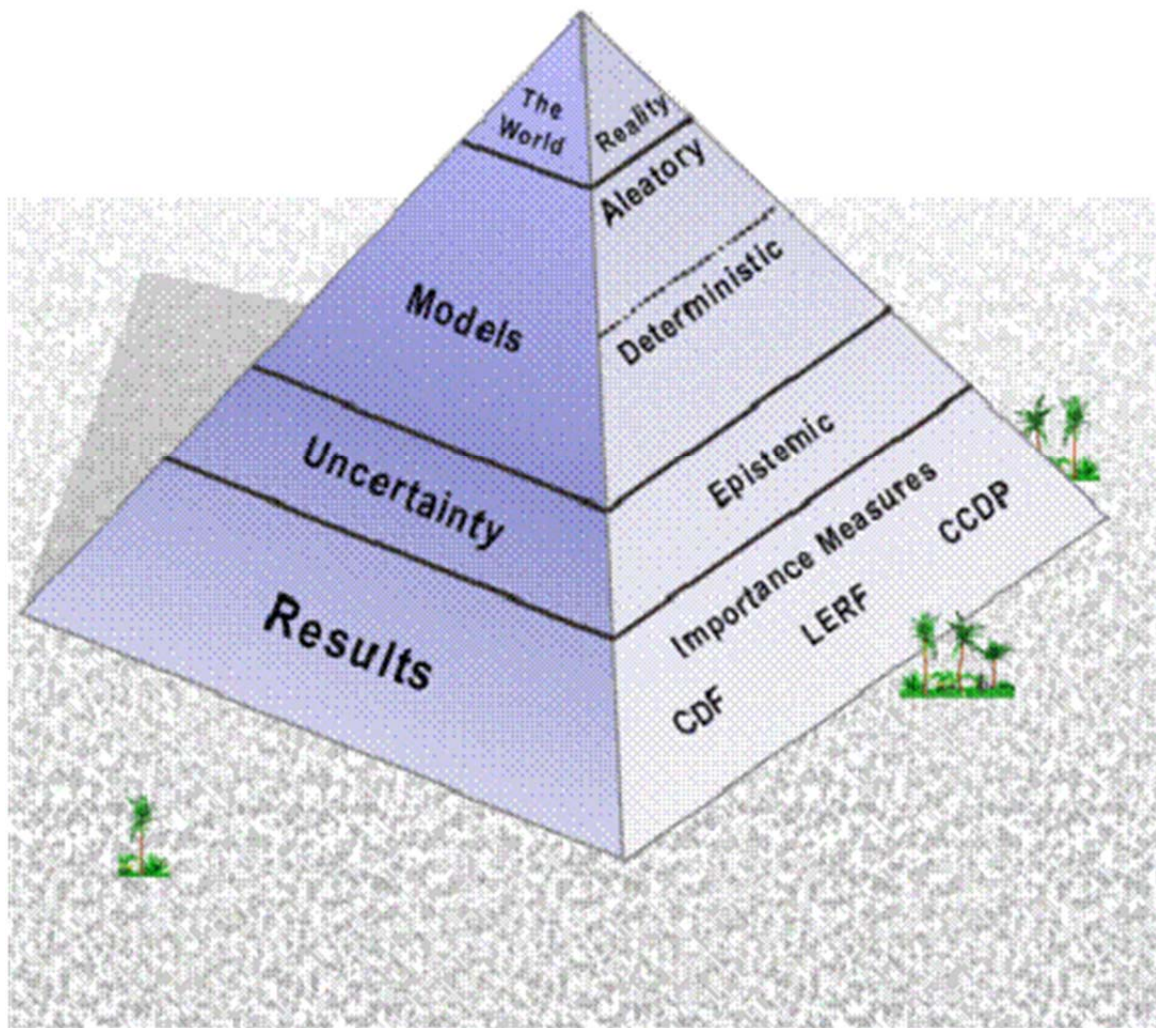 The
World
Reality
Aleatory
Models
Deterministic
Uncertainty
Epistemic
Results
Importance Measures
CDF
LERF
CCDP